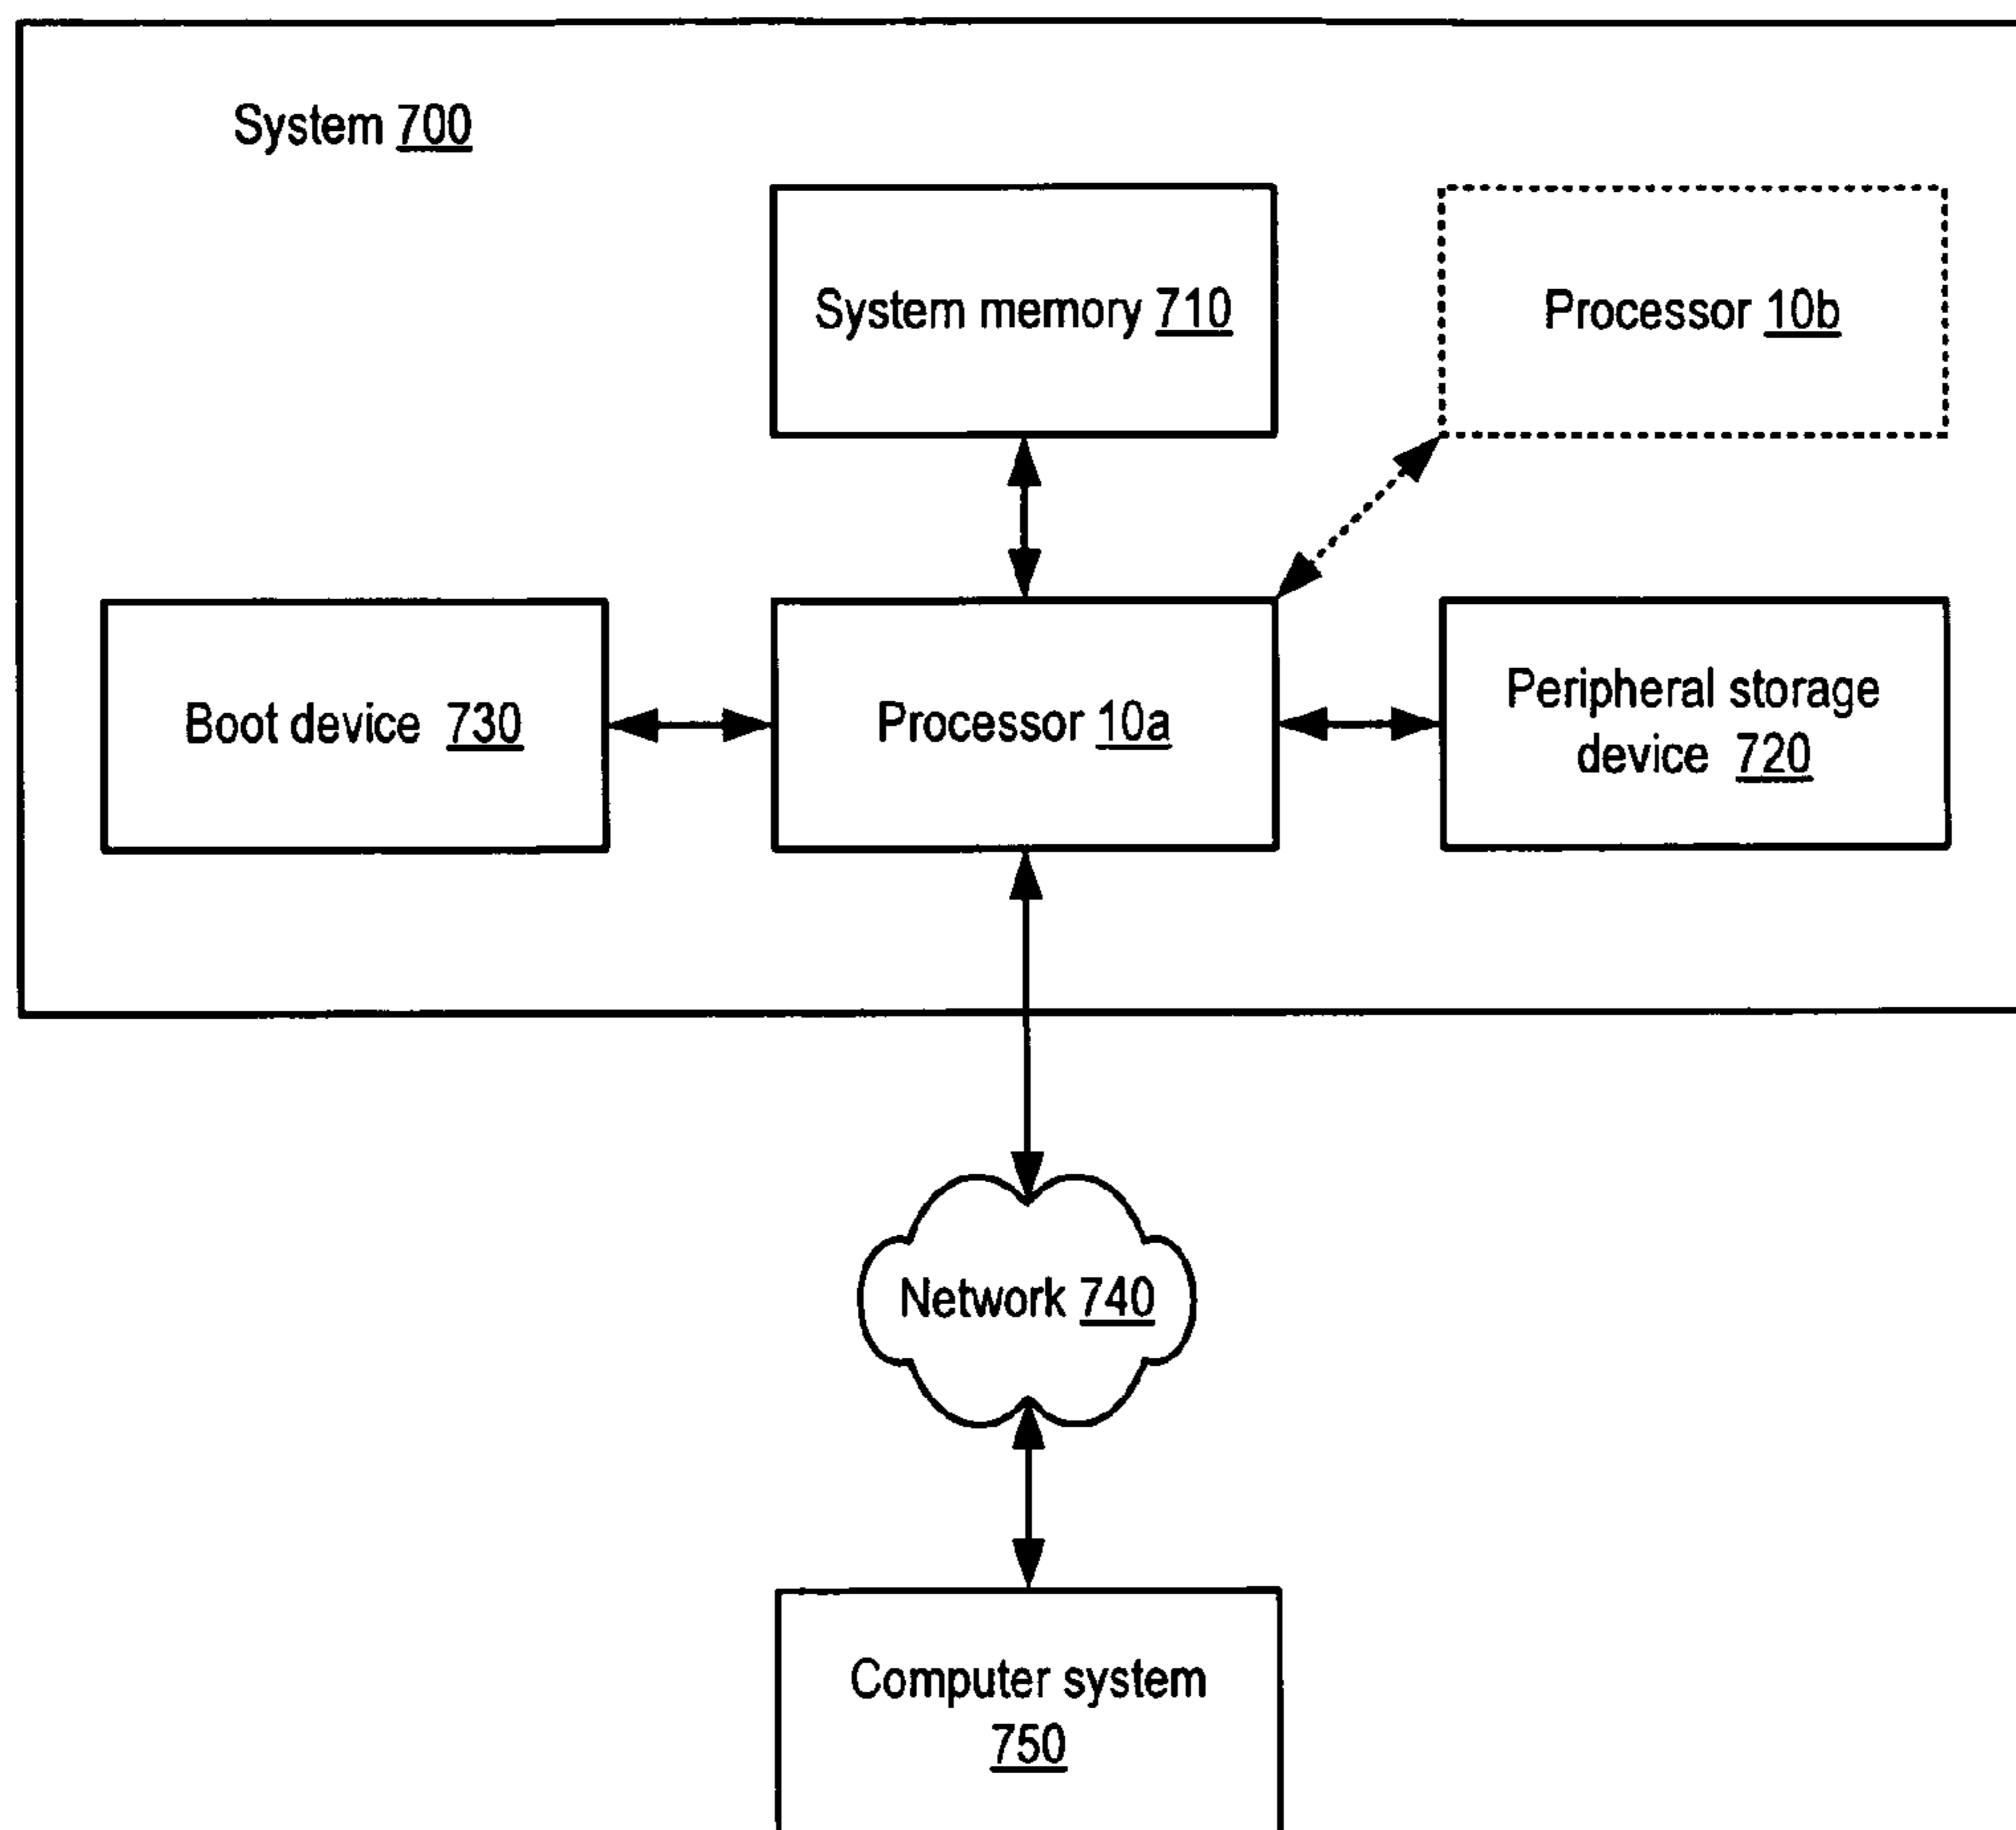 System 700
System memory 710
Processor 10b
Boot device 730
Processor 10a
Peripheral storage
device 720
Network 740
Computer system
750